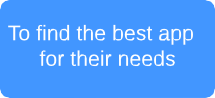 To find the best app
for their needs